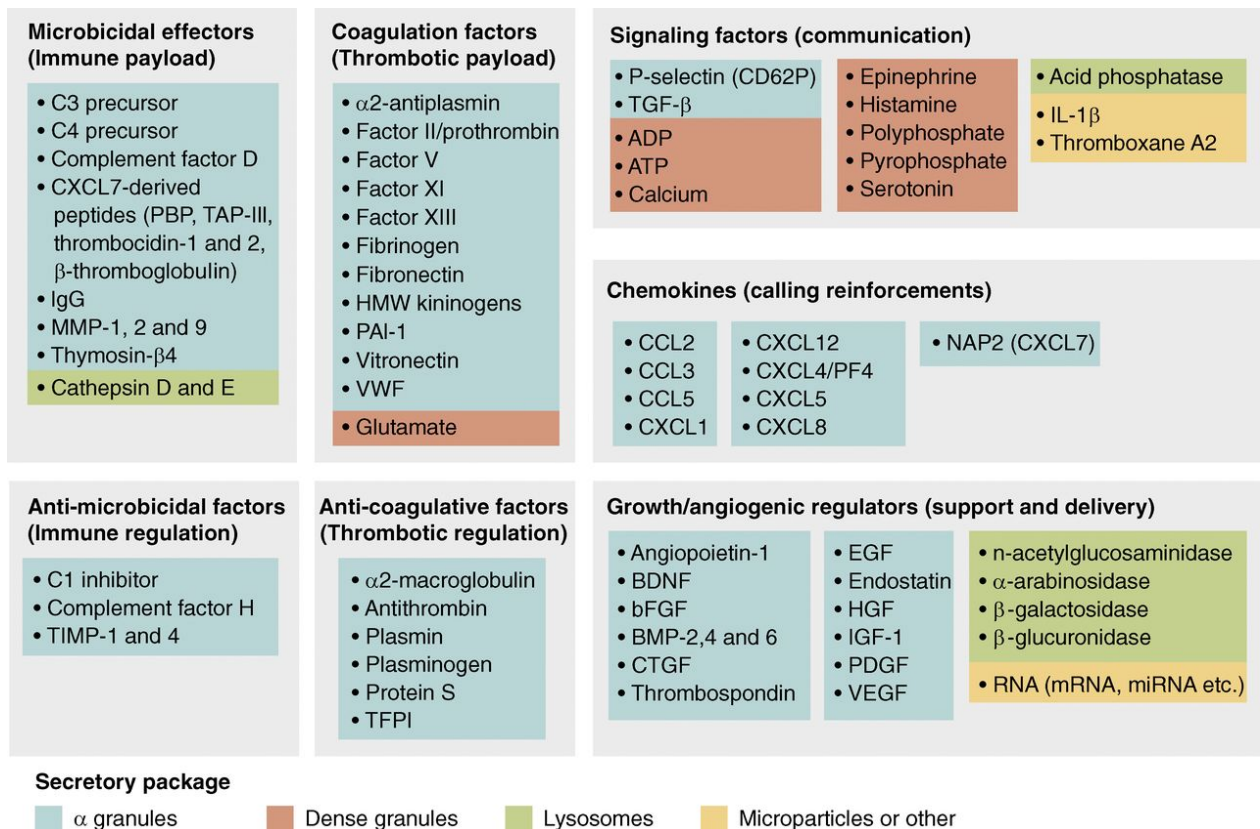 Microbicidal effectors
(Immune payload)
• C3 precursor
• C4 precursor
• Complement factor D
• CXCL7-derived
peptides (PBP, TAP-III,
thrombocidin-1 and 2,
β-thromboglobulin)
• IgG
• MMP-1, 2 and 9
• Thymosin-β4
• Cathepsin D and E
Coagulation factors
(Thrombotic payload)
• α2-antiplasmin
• Factor II/prothrombin
• Factor V
• Factor XI
• Factor XIII
• Fibrinogen
• Fibronectin
• HMW kininogens
• PAI-1
• Vitronectin
• VWF
• Glutamate
Signaling factors (communication)
• P-selectin (CD62P)
• TGF-β
• ADP
• ATP
• Calcium
• Epinephrine
• Histamine
• Polyphosphate
• Pyrophosphate
• Serotonin
• Acid phosphatase
• IL-1β
• Thromboxane A2
Chemokines (calling reinforcements)
• CCL2
• CCL3
• CCL5
• CXCL1
• CXCL12
• CXCL4/PF4
• CXCL5
• CXCL8
• NAP2 (CXCL7)
Anti-microbicidal factors
(Immune regulation)
• C1 inhibitor
• Complement factor H
• TIMP-1 and 4
Anti-coagulative factors
(Thrombotic regulation)
• α2-macroglobulin
• Antithrombin
• Plasmin
• Plasminogen
• Protein S
• TFPI
Growth/angiogenic regulators (support and delivery)
• Angiopoietin-1
• BDNF
• bFGF
• BMP-2,4 and 6
• CTGF
• Thrombospondin
• EGF
• Endostatin
• HGF
• IGF-1
• PDGF
• VEGF
• n-acetylglucosaminidase
• α-arabinosidase
• β-galactosidase
• β-glucuronidase
• RNA (mRNA, miRNA etc.)
Secretory package
α granules
Dense granules
Lysosomes
Microparticles or other